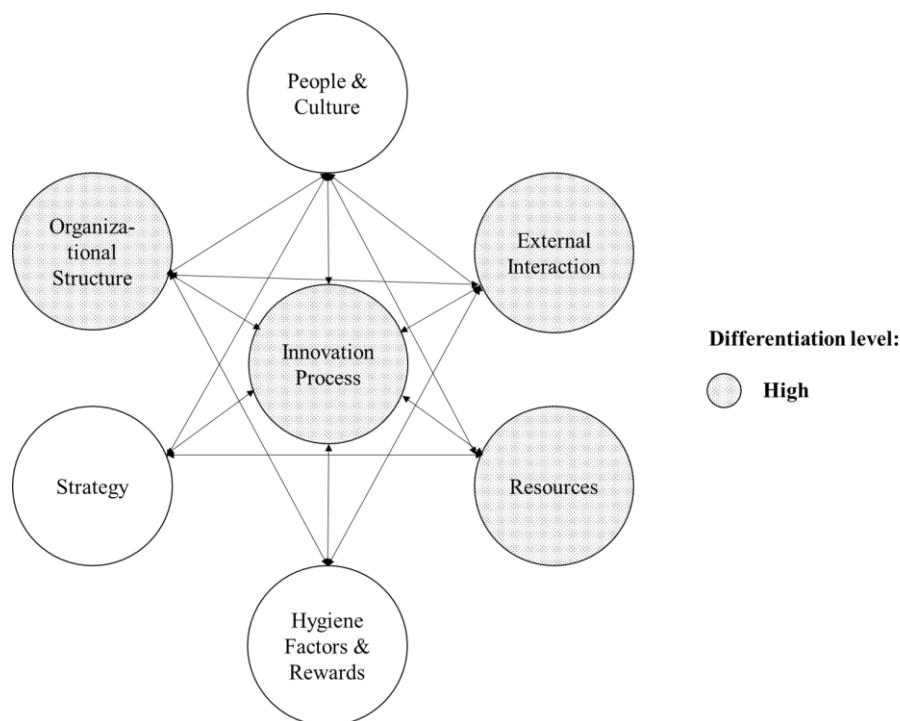 People &
Culture
Organiza-
tional
Structure
External
Interaction
Innovation
Process
Differentiation level:
High
Strategy
Resources
Hygiene
Factors &
Rewards